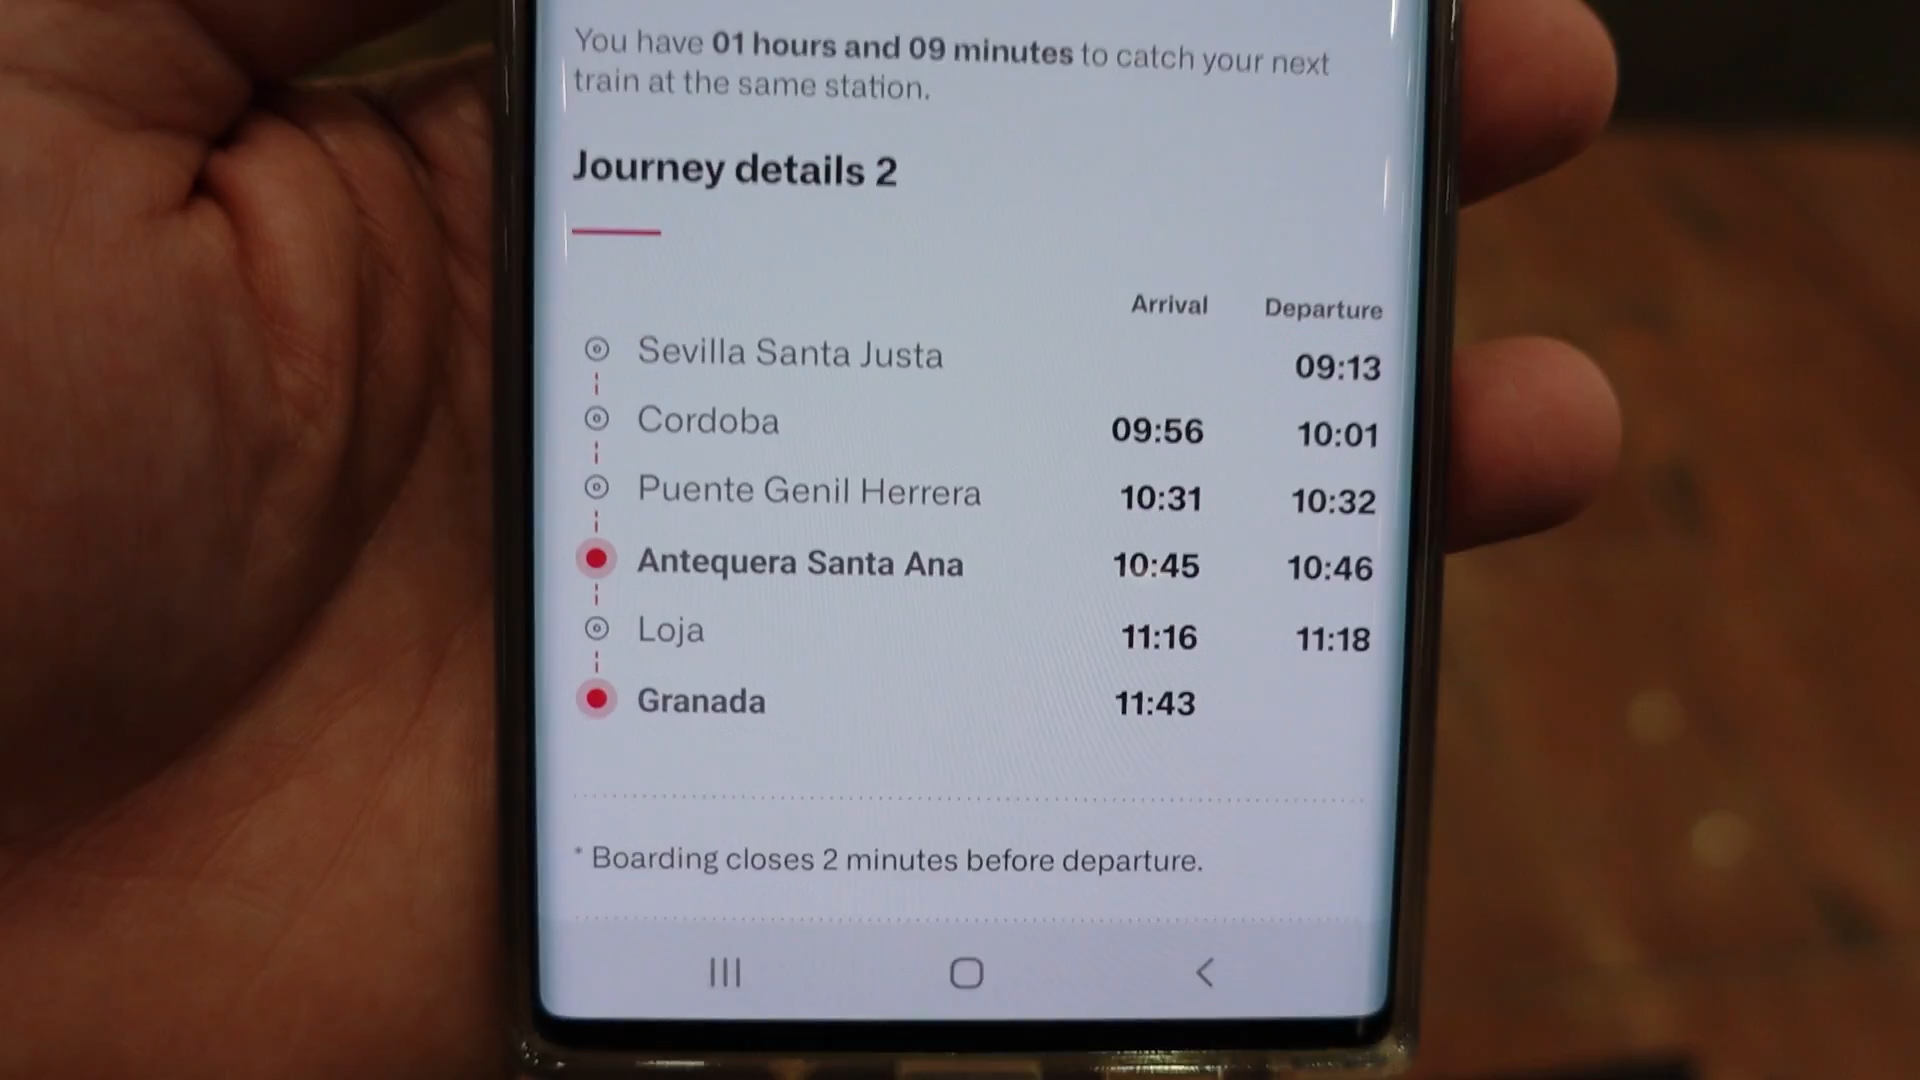 You have 01 hours and 09 minutes to catch your next
train at the same station.
Journey details 2
Arrival Departure
Sevilla Santa Justa 09:13
Cordoba 09:56 10:01
Puente Genil Herrera 10:31 10:32
Antequera Santa Ana 10:45 10:46
Loja 11:16 11:18
Granada 11:43
* Boarding closes 2 minutes before departure.